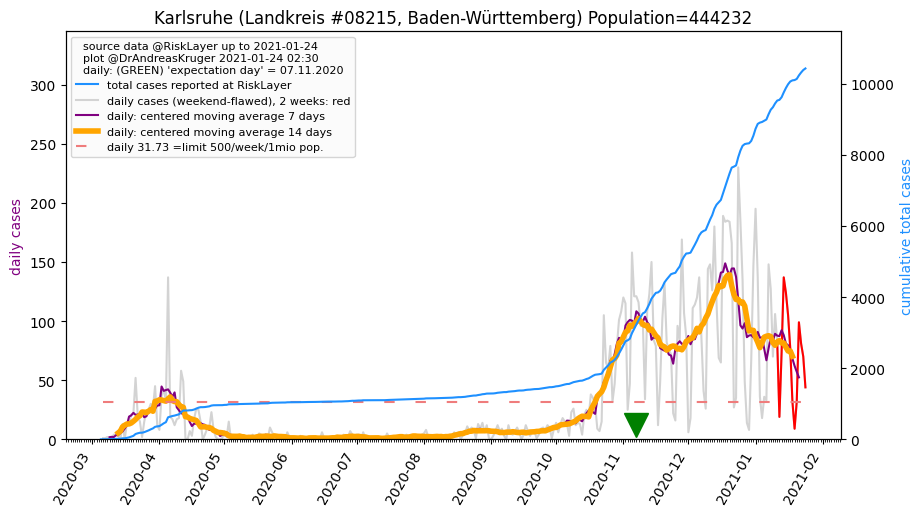 Karlsruhe (Landkreis #08215, Baden-Württemberg) Population=444232
source data @RiskLayer up to 2021-01-24
plot @DrAndreasKruger 2021-01-24 02:30
daily: (GREEN) 'expectation day' = 07.11.2020
total cases reported at RiskLayer
daily cases (weekend-flawed), 2 weeks: red
daily: centered moving average 7 days
daily: centered moving average 14 days
daily 31.73 =limit 500/week/1mio pop.
daily cases
300
250
200
150
100
50
0
cumulative total cases
10000
8000
6000
4000
2000
0
2020-03
2020-04
2020-05
2020-06
2020-07
2020-08
2020-09
2020-10
2020-11
2020-12
2021-01
2021-02